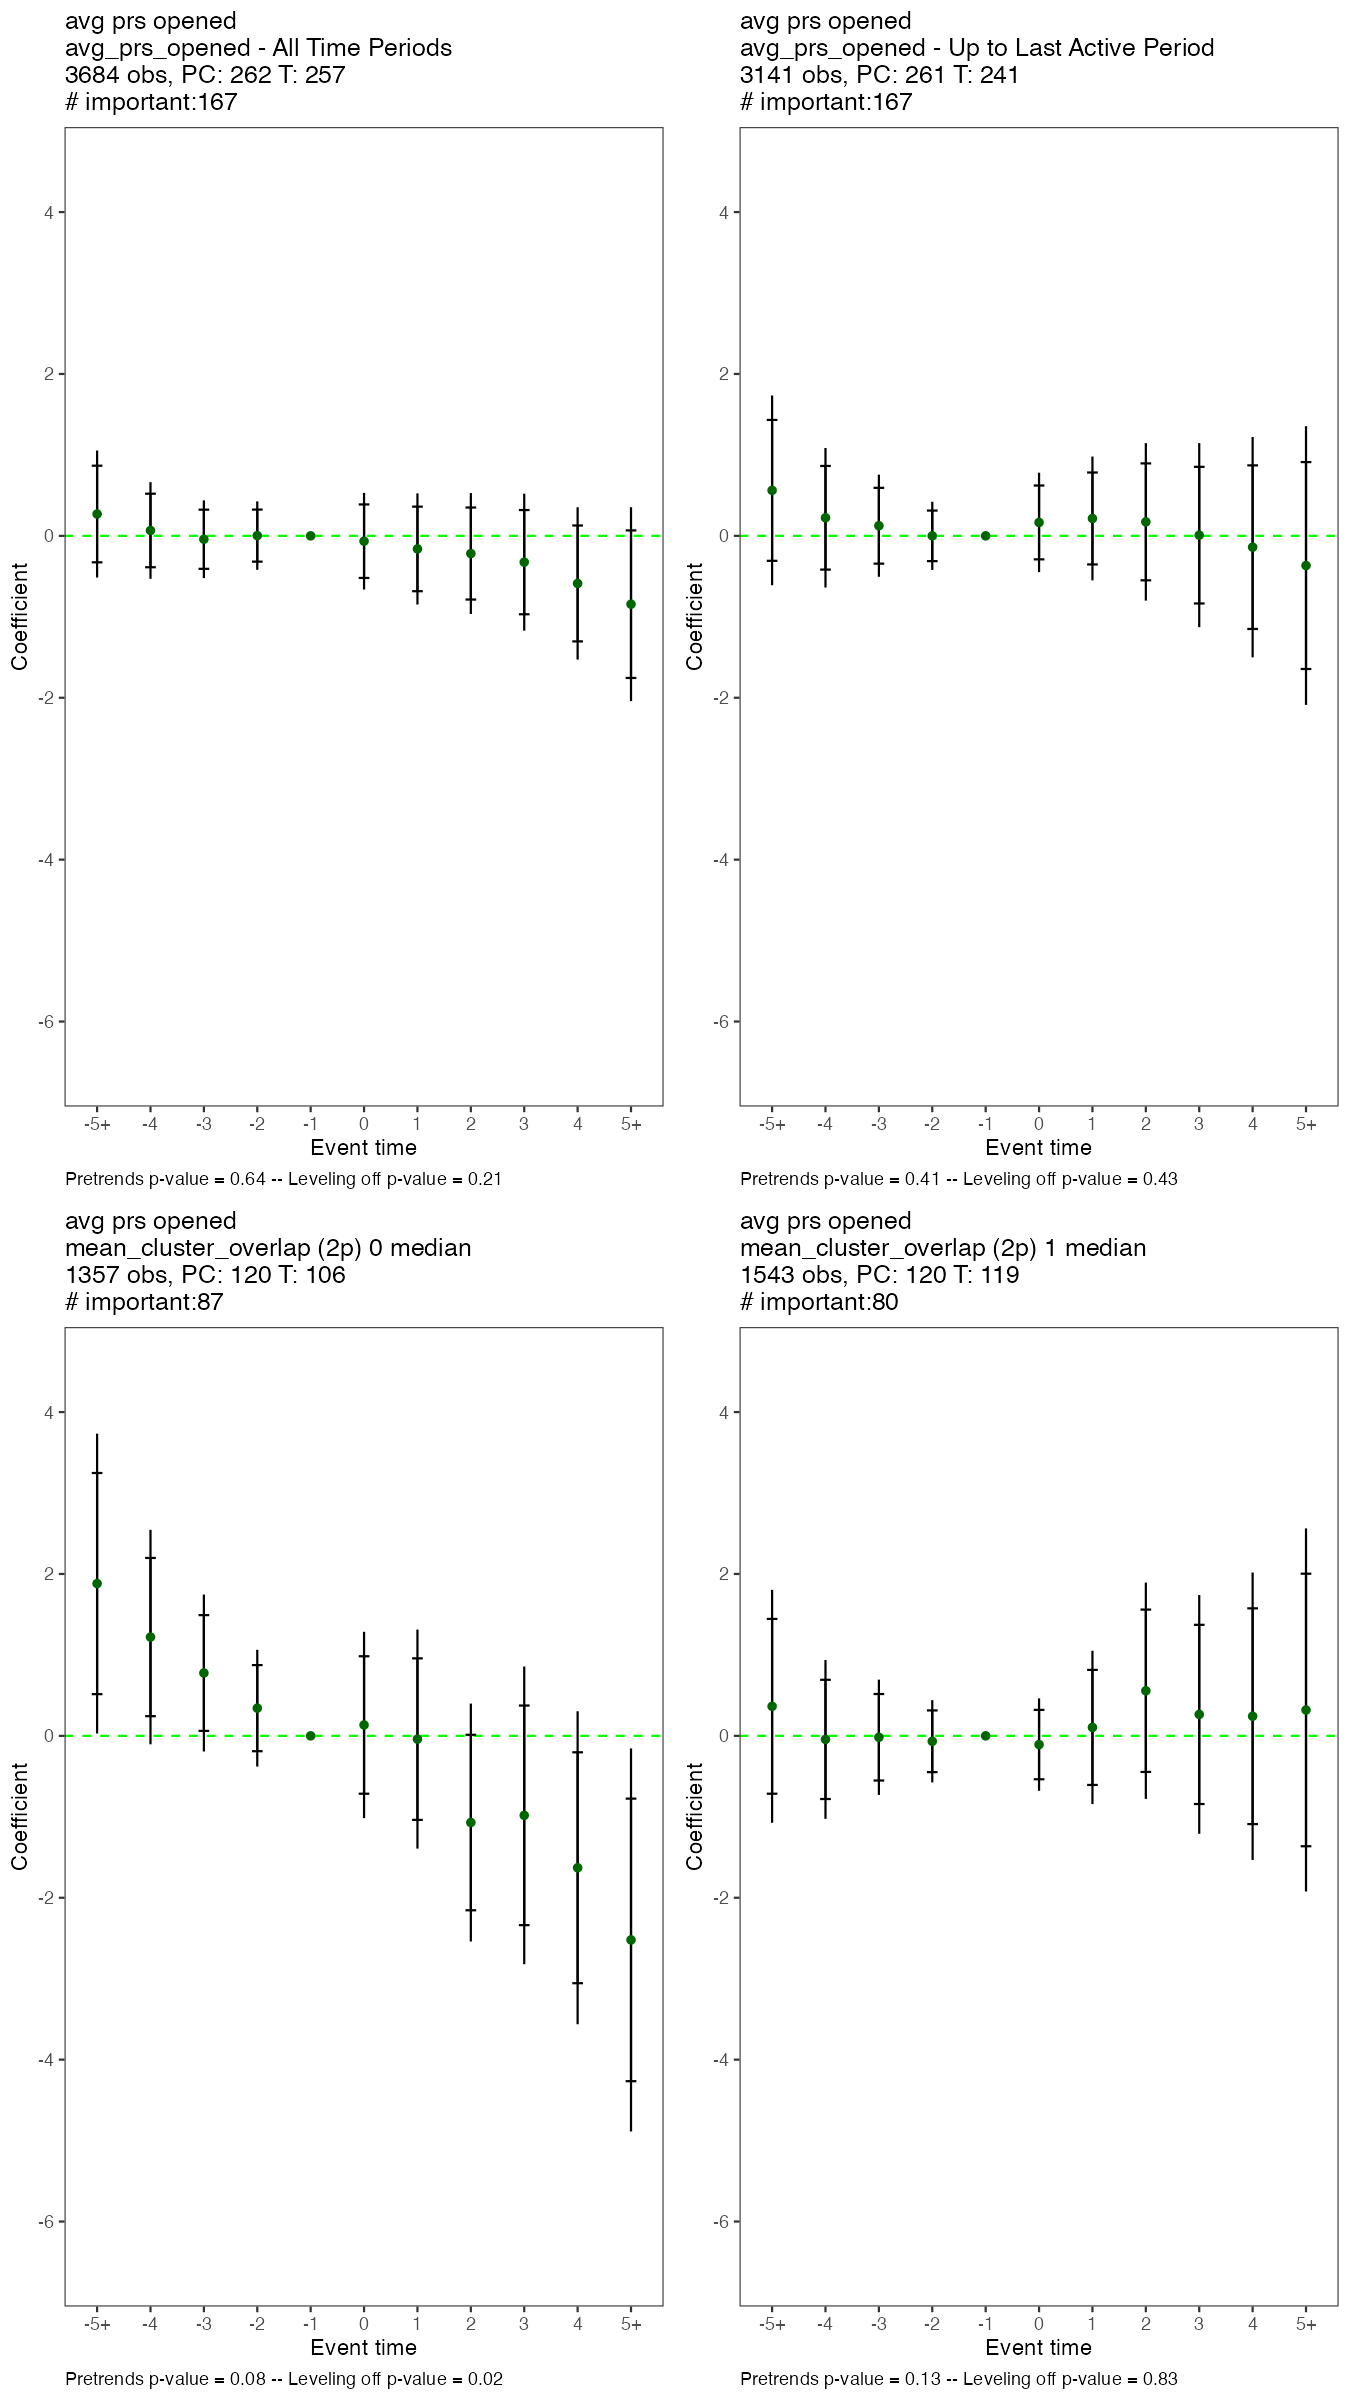 avg prs opened
avg_prs_opened - All Time Periods
3684 obs, PC: 262 T: 257
# important:167
4
2
0
-2
-4
-6
Coefficient
-5+ -4 -3 -2 -1 0 1 2 3 4 5+
Event time
Pretrends p-value = 0.64 -- Leveling off p-value = 0.21
avg prs opened
avg_prs_opened - Up to Last Active Period
3141 obs, PC: 261 T: 241
# important:167
4
2
0
-2
-4
-6
Coefficient
-5+ -4 -3 -2 -1 0 1 2 3 4 5+
Event time
Pretrends p-value = 0.41 -- Leveling off p-value = 0.43
avg prs opened
mean_cluster_overlap (2p) 0 median
1357 obs, PC: 120 T: 106
# important:87
4
2
0
-2
-4
-6
Coefficient
-5+ -4 -3 -2 -1 0 1 2 3 4 5+
Event time
Pretrends p-value = 0.08 -- Leveling off p-value = 0.02
avg prs opened
mean_cluster_overlap (2p) 1 median
1543 obs, PC: 120 T: 119
# important:80
4
2
0
-2
-4
-6
Coefficient
-5+ -4 -3 -2 -1 0 1 2 3 4 5+
Event time
Pretrends p-value = 0.13 -- Leveling off p-value = 0.83